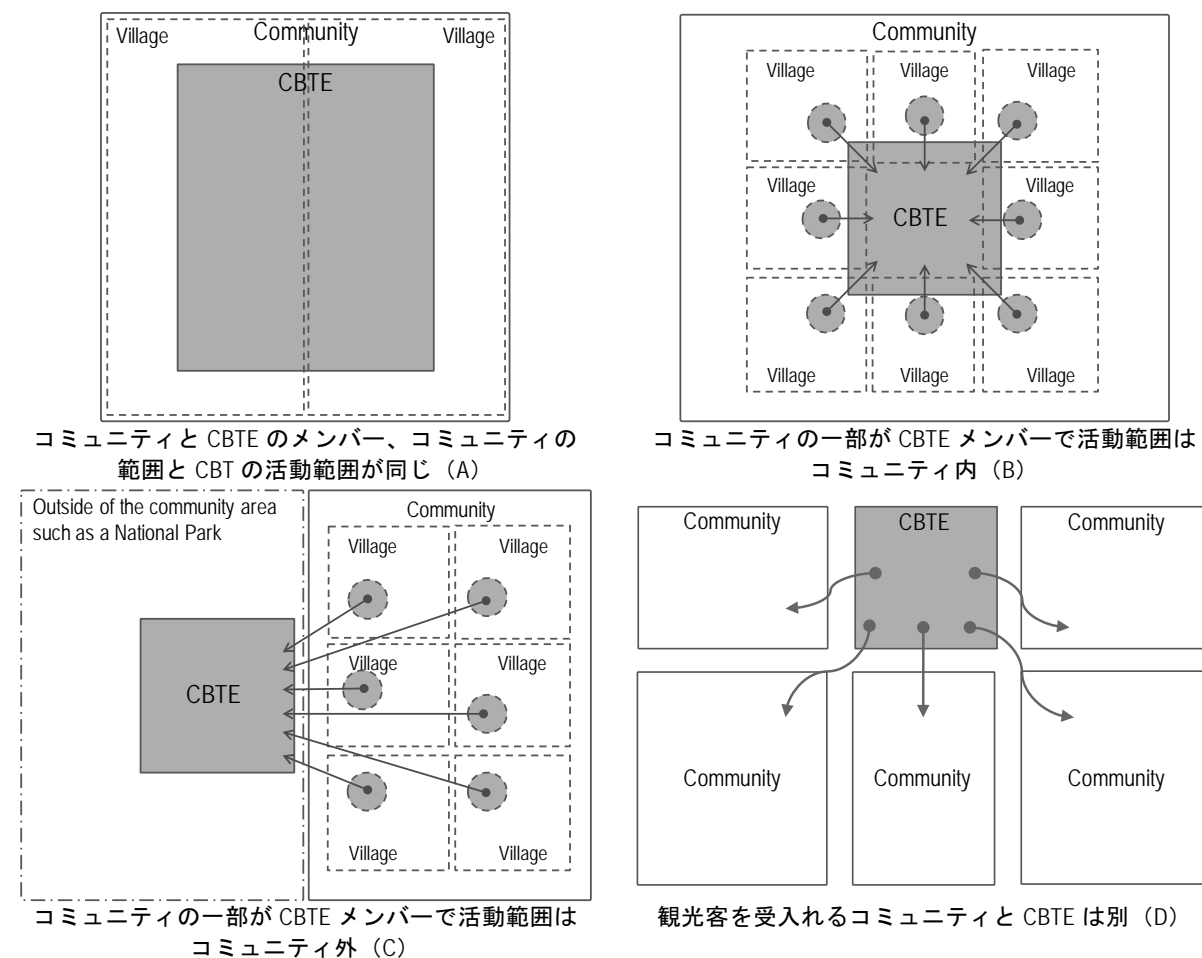 Village
Community
Village
CBTE
コミュニティと CBTE のメンバー、コミュニティの
範囲と CBT の活動範囲が同じ（A）
Community
Village
Village
Village
Village
CBTE
Village
Village
Village
Village
コミュニティの一部が CBTE メンバーで活動範囲は
コミュニティ内（B）
Outside of the community area
such as a National Park
CBTE
Community
Village
Village
Village
Village
Village
Village
コミュニティの一部が CBTE メンバーで活動範囲は
コミュニティ外（C）
Community
CBTE
Community
Community
Community
Community
観光客を受入れるコミュニティと CBTE は別（D）